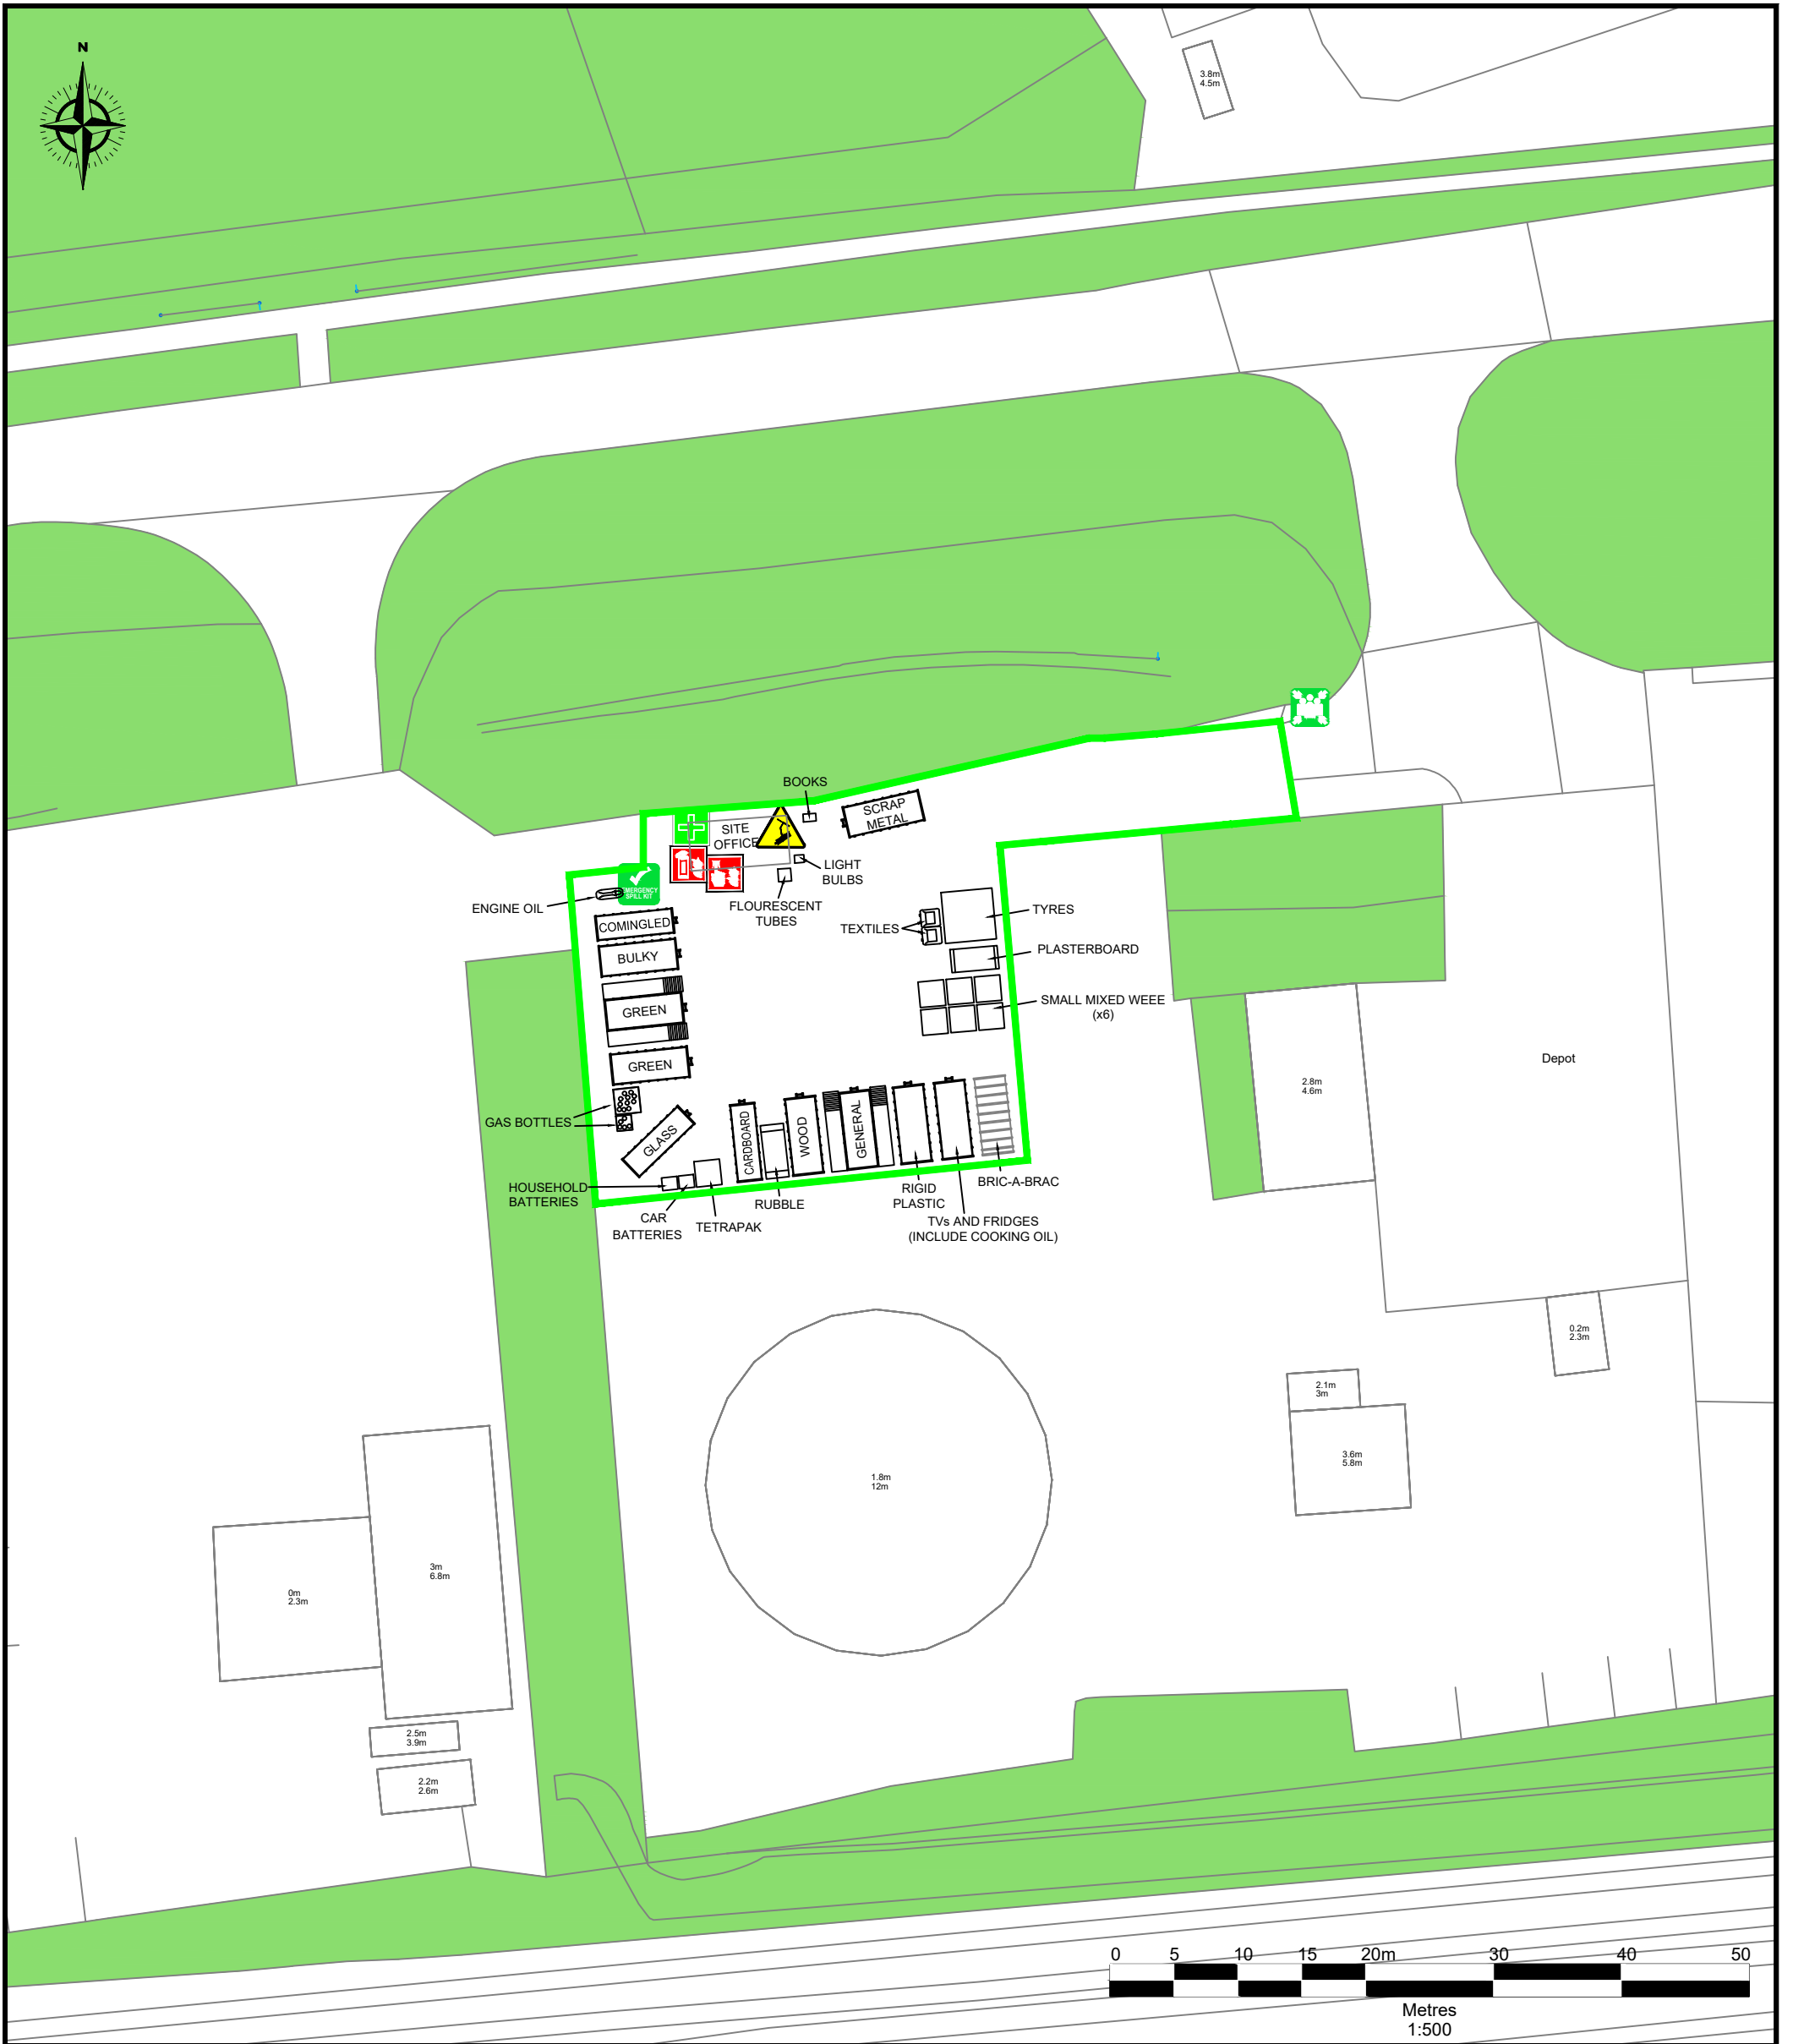 N
3.8m
4.5m
BOOKS
SCRAP
METAL
SITE
OFFICE
LIGHT
BULBS
EMERGENCY
SPILL KIT
ENGINE OIL
FLOURESCENT
TUBES
COMINGLED
TEXTILES
TYRES
BULKY
PLASTERBOARD
GREEN
SMALL MIXED WEEE
(x6)
GREEN
Depot
2.8m
4.6m
GAS BOTTLES
GLASS
CARDBOARD
WOOD
GENERAL
HOUSEHOLD
BATTERIES
CAR
BATTERIES
TETRAPAK
RUBBLE
RIGID
PLASTIC
BRIC-A-BRAC
TVs AND FRIDGES
(INCLUDE COOKING OIL)
0.2m
2.3m
2.1m
3m
3.6m
5.8m
1.8m
12m
3m
6.8m
0m
2.3m
2.5m
3.9m
2.2m
2.6m
0 5 10 15 20m 30 40 50
Metres
1:500